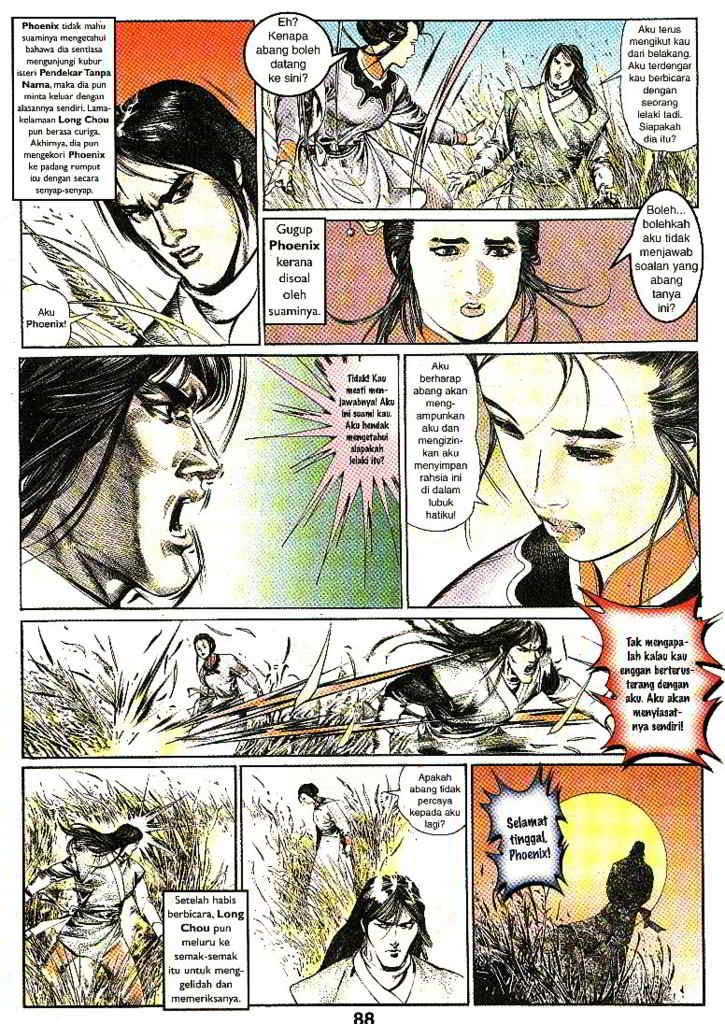 Phoenix tidak mahu
suaminya mengetahui
bahawa dia sentiasa
mengunjungi kubur
isteri Pendekar Tanpa
Nama, maka dia pun
minta keluar dengan
alasannya sendiri. Lama-
kelamaan Long Chou
pun berasa curiga.
Akhirnya, dia pun
mengekori Phoenix
ke padang rumput
itu dengan secara
senyap-senyap.
Aku
Phoenix!
Eh?
Kenapa
abang boleh
datang
ke sini?
Aku terus
mengikut kau
dari belakang.
Aku terdengar
kau berbicara
dengan
seorang
lelaki tadi.
Siapakah
dia itu?
Gugup
Phoenix
kerana
disoal
oleh
suaminya.
Boleh...
bolehkah
aku tidak
menjawab
soalan yang
abang
tanya
ini?
Tidak! Kau
mesti men-
jawabnya! Aku
ini suami kau.
Aku hendak
mengetahui
siapakah
lelaki itu?
Aku
berharap
abang akan
meng-
ampunkan
aku dan
mengizin-
kan aku
menyimpan
rahsia ini
di dalam
lubuk
hatiku!
Tak mengapa-
lah kalau kau
enggan berterus-
terang dengan
aku. Aku akan
menyiasat-
nya sendiri!
Setelah habis
berbicara, Long
Chou pun
meluru ke
semak-semak
itu untuk meng-
gelidah dan
memeriksanya.
Apakah
abang tidak
percaya
kepada aku
lagi?
Selamat
tinggal,
Phoenix!
88